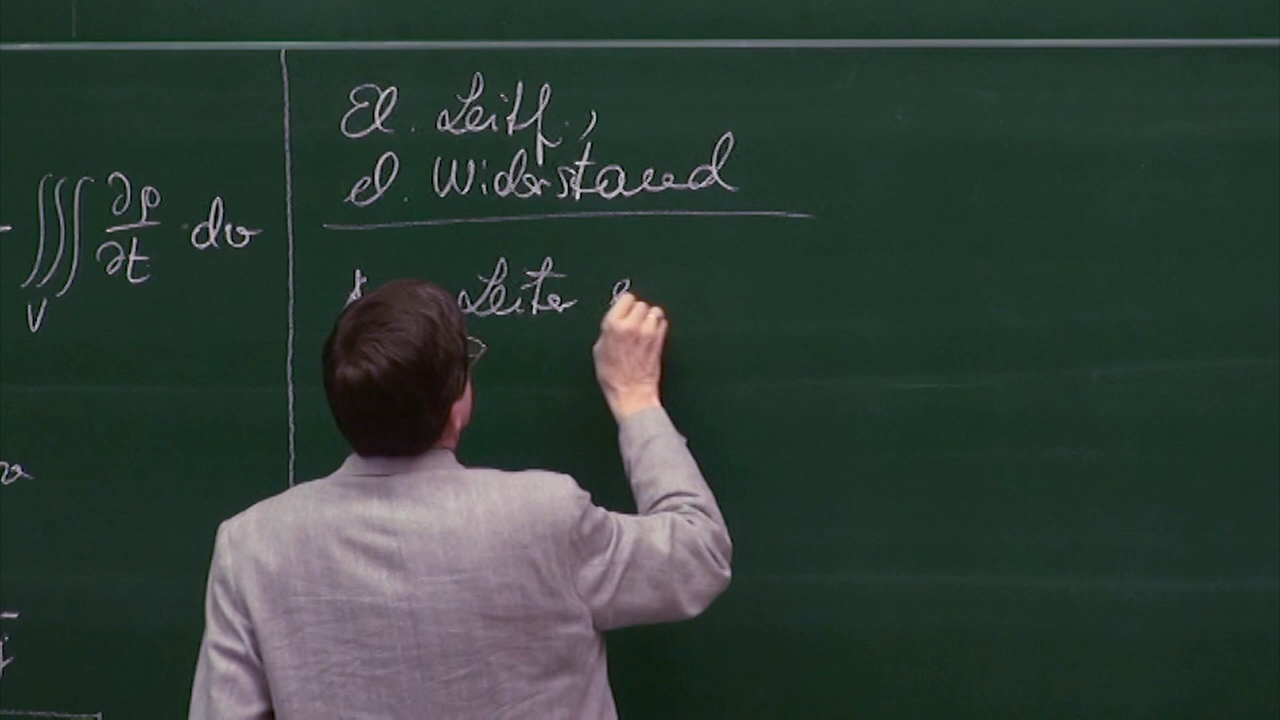 - ∭ ∂ρ/∂t · dv
V
El. Leitf.,
el. Widerstand
Leiter